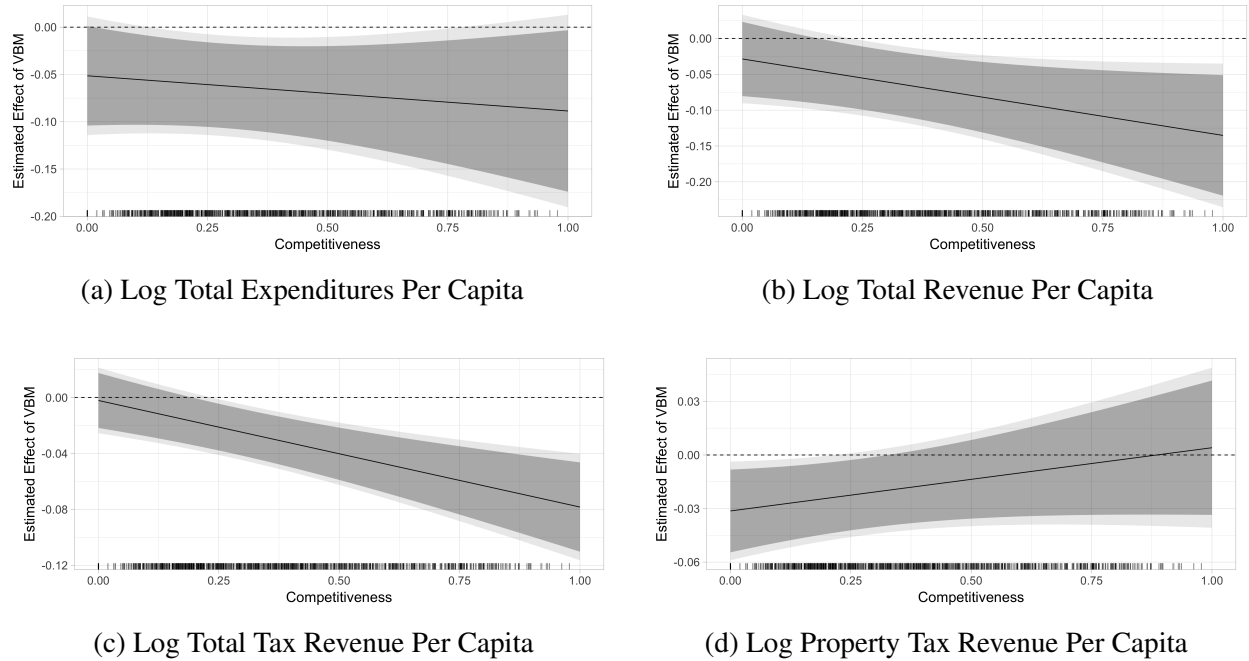 Estimated Effect of VBM
0.00
-0.05
-0.10
-0.15
-0.20
0.00 0.25 0.50 0.75 1.00
Competitiveness
(a) Log Total Expenditures Per Capita
Estimated Effect of VBM
0.00
-0.05
-0.10
-0.15
-0.20
0.00 0.25 0.50 0.75 1.00
Competitiveness
(b) Log Total Revenue Per Capita
Estimated Effect of VBM
0.00
-0.04
-0.08
-0.12
0.00 0.25 0.50 0.75 1.00
Competitiveness
(c) Log Total Tax Revenue Per Capita
Estimated Effect of VBM
0.03
0.00
-0.03
-0.06
0.00 0.25 0.50 0.75 1.00
Competitiveness
(d) Log Property Tax Revenue Per Capita